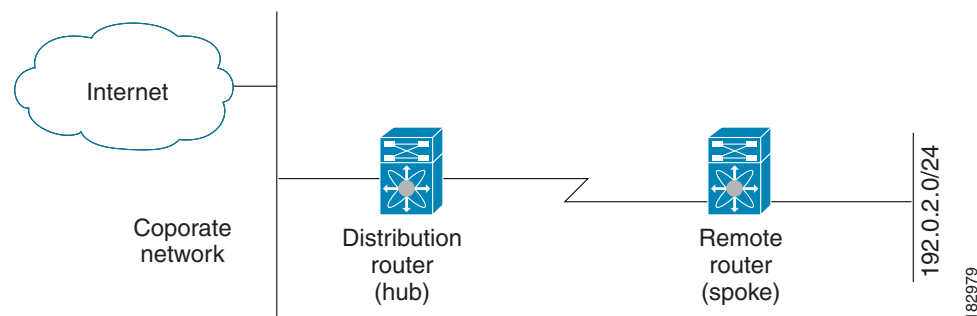 Internet
Coporate
network
Distribution
router
(hub)
Remote
router
(spoke)
192.0.2.0/24
182979